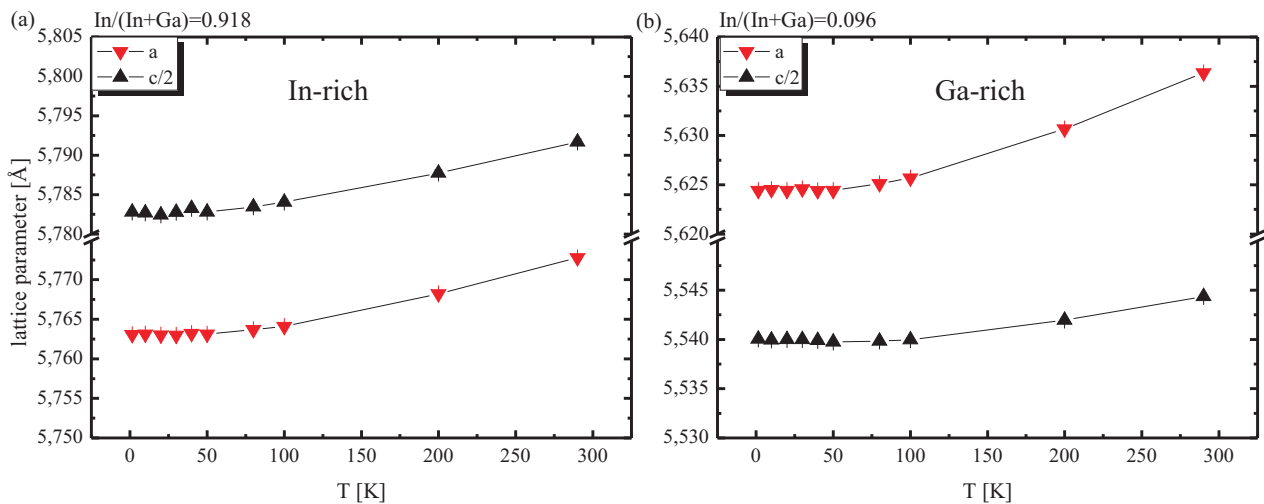 (a)
In/(In+Ga)=0.918
a
c/2
In-rich
5,805
5,800
5,795
5,790
5,785
5,780
5,770
5,765
5,760
5,755
5,750
lattice parameter [Å]
0 50 100 150 200 250 300
T [K]
(b)
In/(In+Ga)=0.096
a
c/2
Ga-rich
5,640
5,635
5,630
5,625
5,620
5,545
5,540
5,535
5,530
0 50 100 150 200 250 300
T [K]